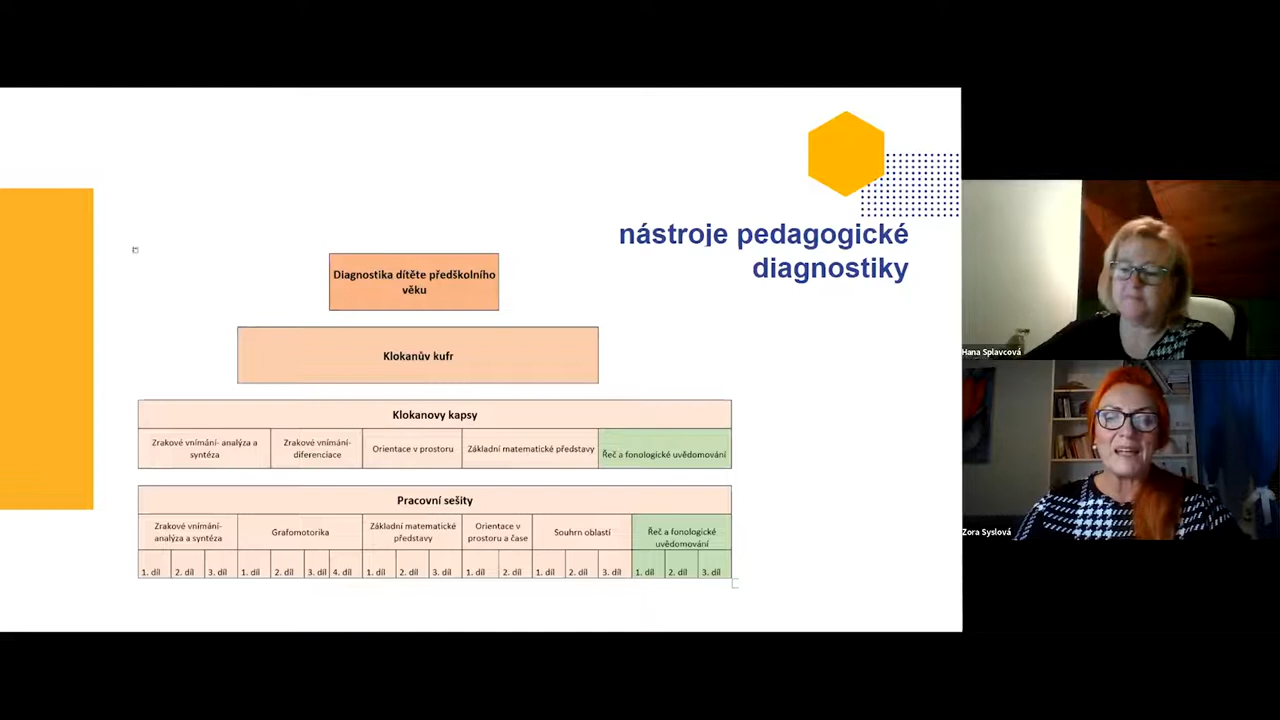 nástroje pedagogické
diagnostiky
Diagnostika dítěte předškolního
věku
Klokanův kufr
Klokanovy kapsy
Zrakové vnímání- analýza a
syntéza
Zrakové vnímání-
diferenciace
Orientace v prostoru
Základní matematické představy
Řeč a fonologické uvědomování
Pracovní sešity
Zrakové vnímání-
analýza a syntéza
Grafomotorika
Základní matematické
představy
Orientace v
prostoru a čase
Souhrn oblastí
Řeč a fonologické
uvědomování
1. díl 2. díl 3. díl 1. díl 2. díl 3. díl 4. díl 1. díl 2. díl 3. díl 1. díl 2. díl 1. díl 2. díl 3. díl 1. díl 2. díl 3. díl
Hana Splavcová
Zora Syslová